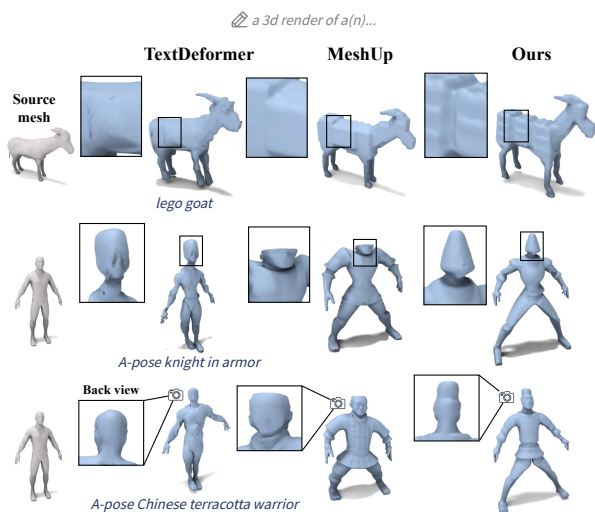 a 3d render of a(n)...
TextDeformer
MeshUp
Ours
Source
mesh
lego goat
A-pose knight in armor
Back view
A-pose Chinese terracotta warrior